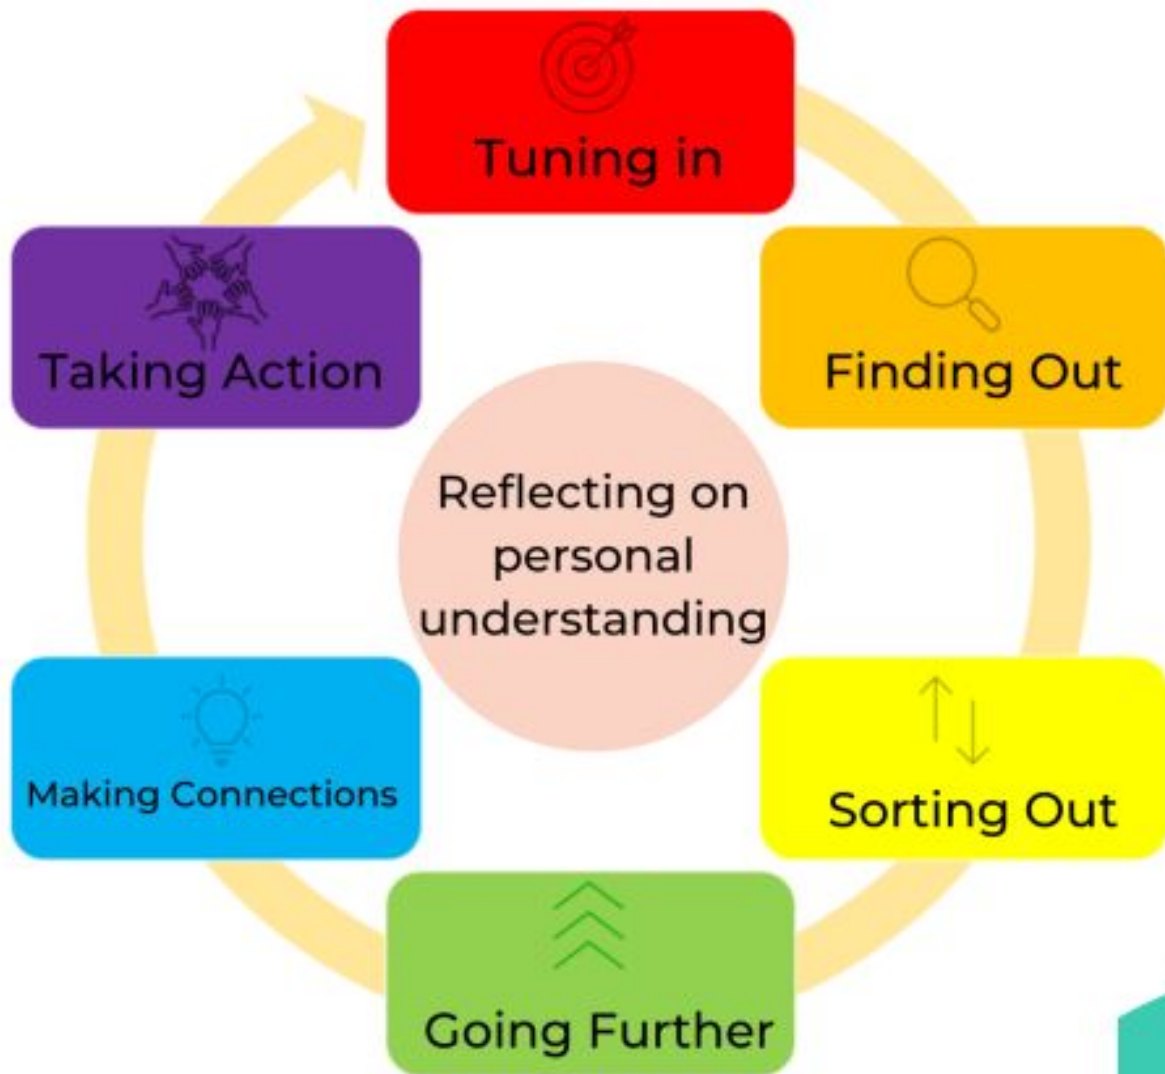 Tuning in
Finding Out
Sorting Out
Going Further
Making Connections
Taking Action
Reflecting on
personal
understanding